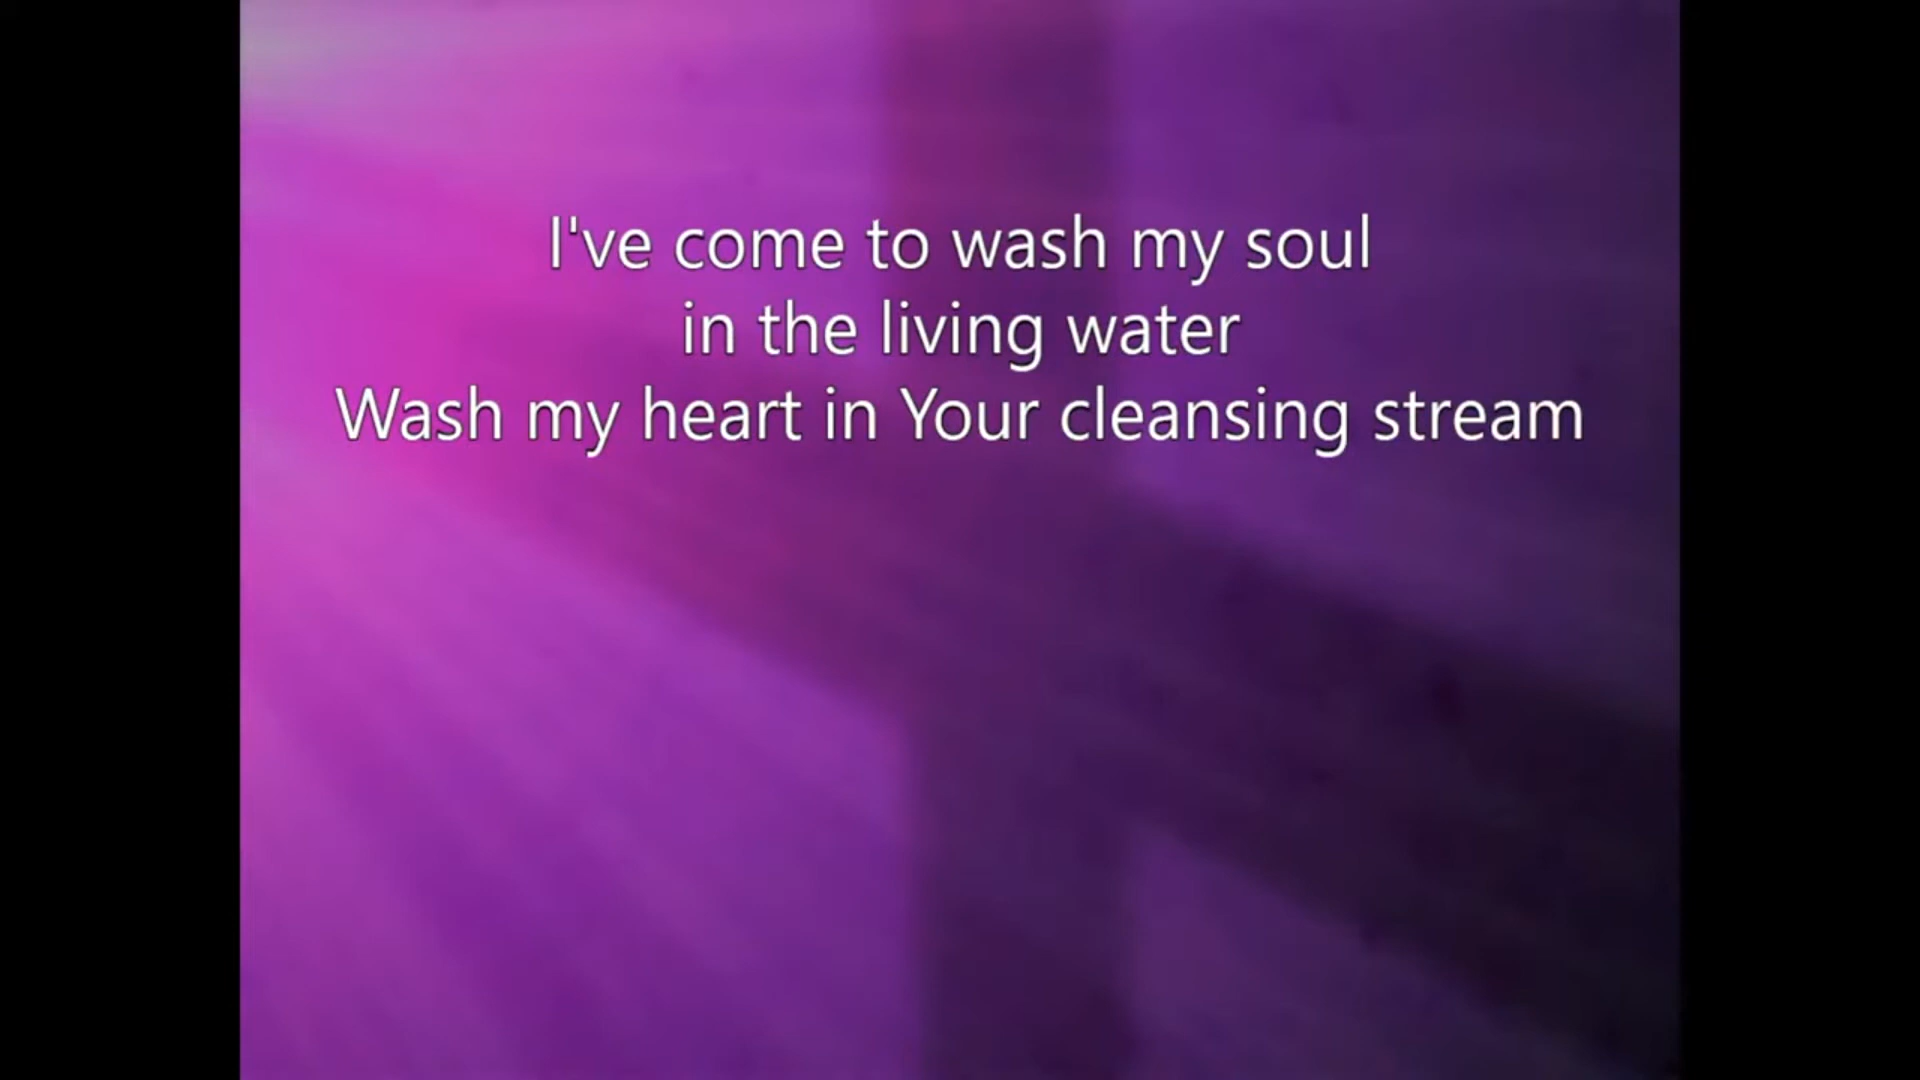 I've come to wash my soul
in the living water
Wash my heart in Your cleansing stream